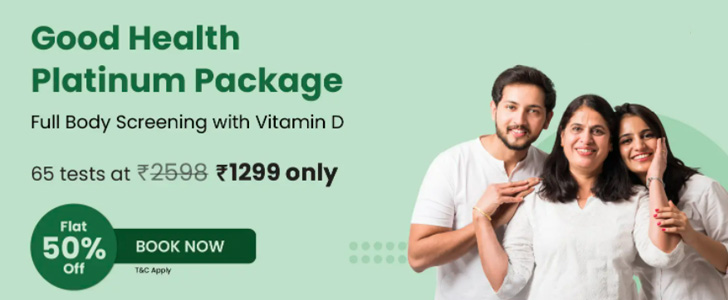 Good Health
Platinum Package
Full Body Screening with Vitamin D
65 tests at ₹2598 ₹1299 only
Flat
50%
Off
BOOK NOW
T&C Apply